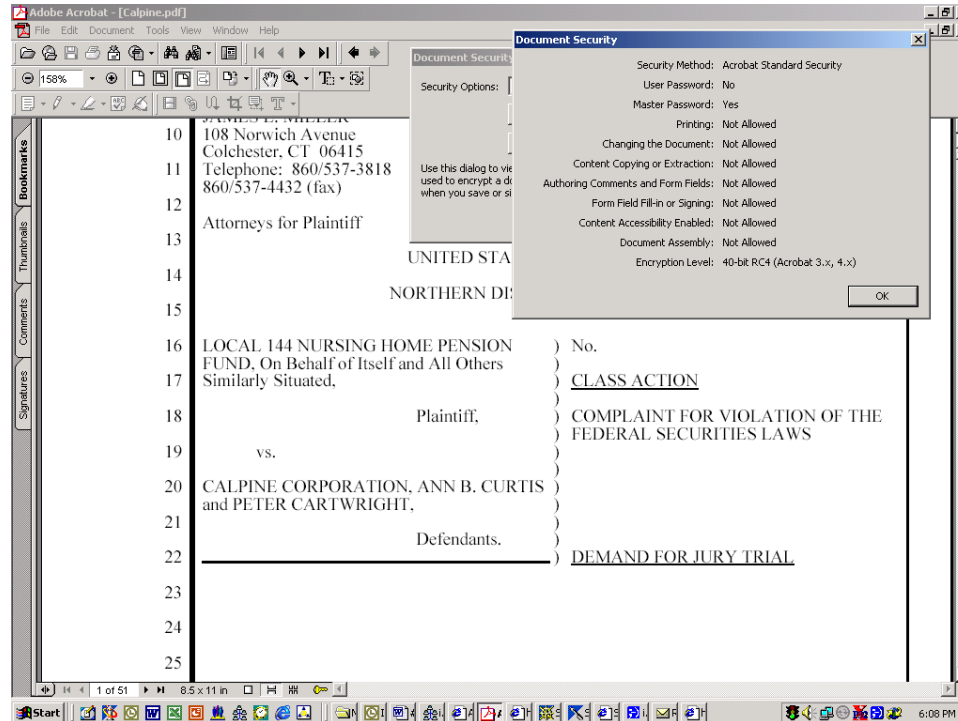 Adobe Acrobat - [Calpine.pdf]
File Edit Document Tools View Window Help
158%
Document Security
Security Options:
Use this dialog to vie
used to encrypt a do
when you save or si
Document Security
Security Method: Acrobat Standard Security
User Password: No
Master Password: Yes
Printing: Not Allowed
Changing the Document: Not Allowed
Content Copying or Extraction: Not Allowed
Authoring Comments and Form Fields: Not Allowed
Form Field Fill-in or Signing: Not Allowed
Content Accessibility Enabled: Not Allowed
Document Assembly: Not Allowed
Encryption Level: 40-bit RC4 (Acrobat 3.x, 4.x)
OK
Bookmarks
Thumbnails
Comments
Signatures
JAMES E. MILLER
10 108 Norwich Avenue
Colchester, CT 06415
11 Telephone: 860/537-3818
860/537-4432 (fax)
12
Attorneys for Plaintiff
13
UNITED STA
14
NORTHERN DI
15
16 LOCAL 144 NURSING HOME PENSION ) No.
FUND, On Behalf of Itself and All Others )
17 Similarly Situated, ) CLASS ACTION
)
18 Plaintiff, ) COMPLAINT FOR VIOLATION OF THE
) FEDERAL SECURITIES LAWS
19 vs. )
)
20 CALPINE CORPORATION, ANN B. CURTIS )
and PETER CARTWRIGHT, )
21 )
Defendants. )
22 ) DEMAND FOR JURY TRIAL
23
24
25
1 of 51 8.5 x 11 in
Start 6:08 PM